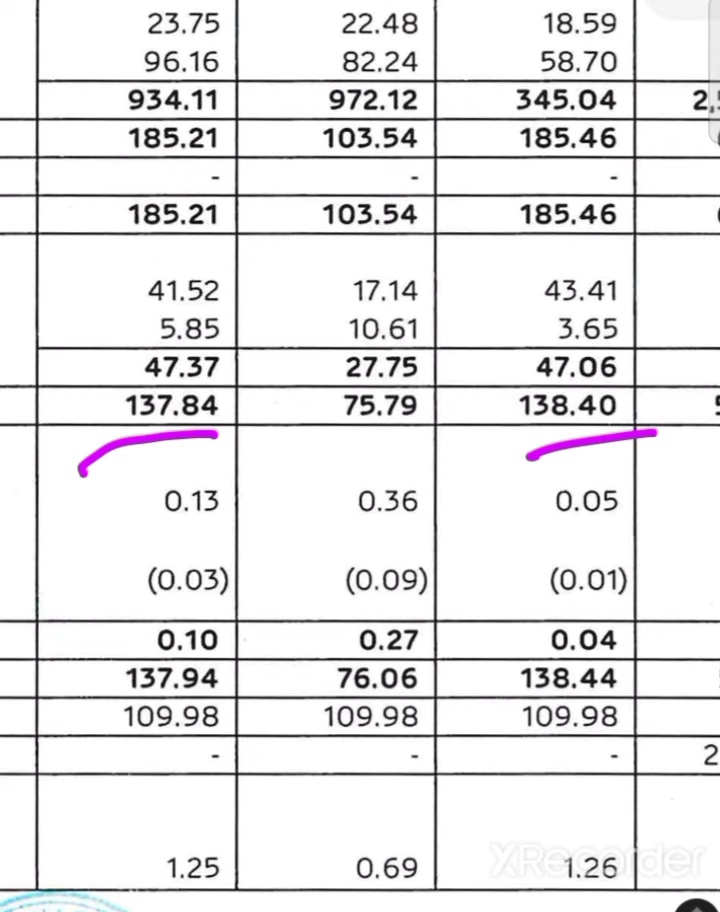 23.75 22.48 18.59
96.16 82.24 58.70
934.11 972.12 345.04
185.21 103.54 185.46
- - -
185.21 103.54 185.46
41.52 17.14 43.41
5.85 10.61 3.65
47.37 27.75 47.06
137.84 75.79 138.40
0.13 0.36 0.05
(0.03) (0.09) (0.01)
0.10 0.27 0.04
137.94 76.06 138.44
109.98 109.98 109.98
- - - 2
1.25 0.69 1.26
XRecorder